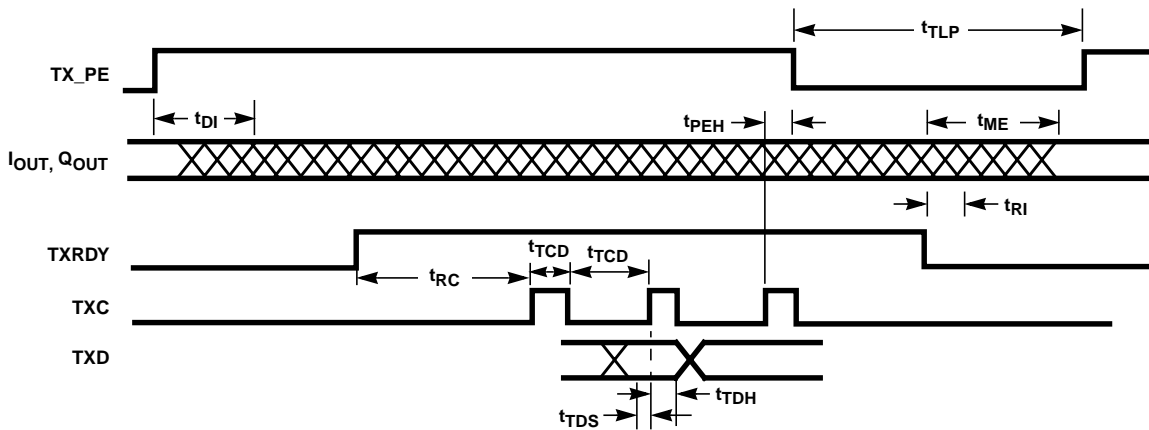 tTLP
TX_PE
tDI
tPEH
tME
IOUT, QOUT
tRI
TXRDY
tTCD
tTCD
tRC
TXC
TXD
tTDH
tTDS